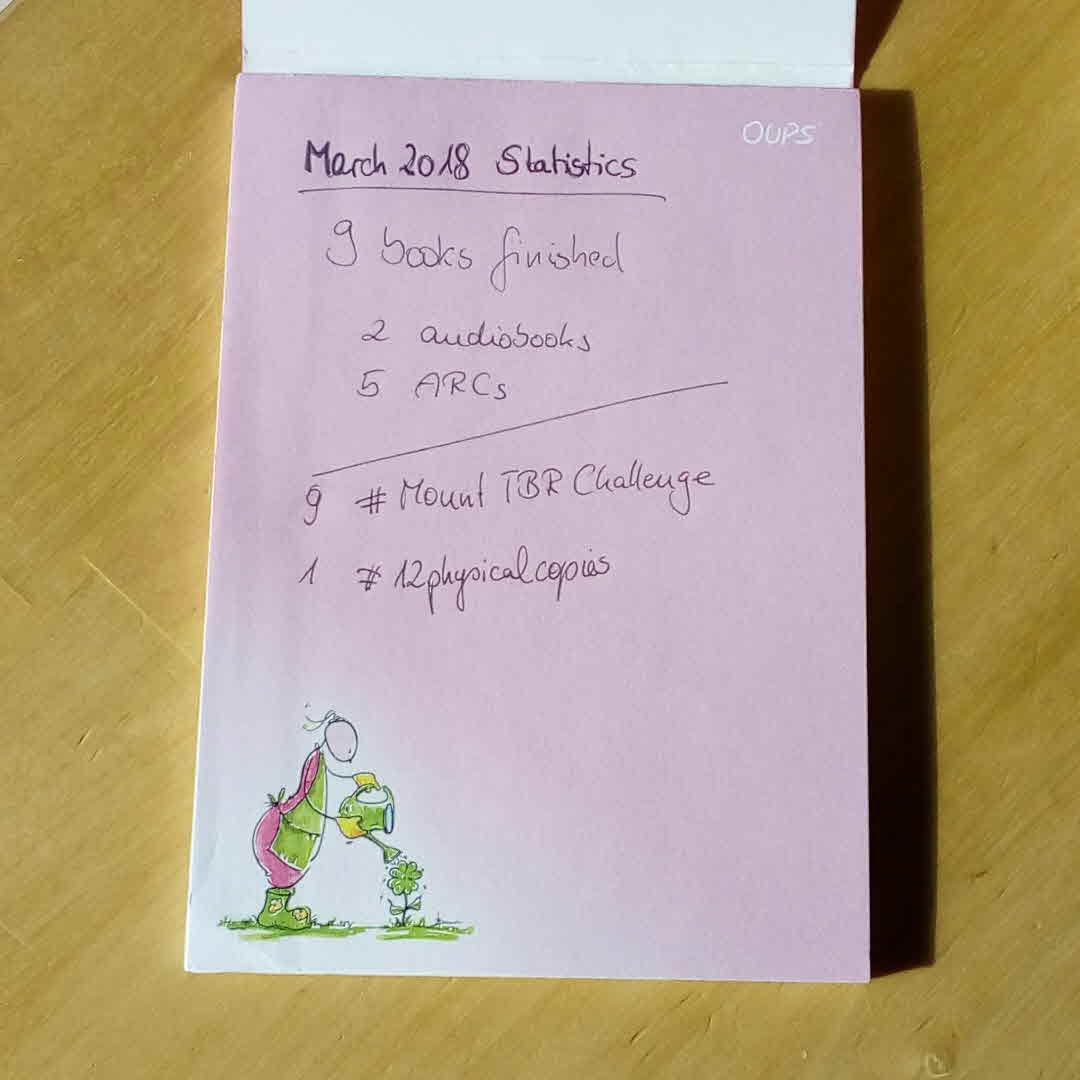 OUPS
March 2018 Statistics
9 books finished
2 audiobooks
5 ARCs
9 # Mount TBR Challenge
1 # 12physicalcopies